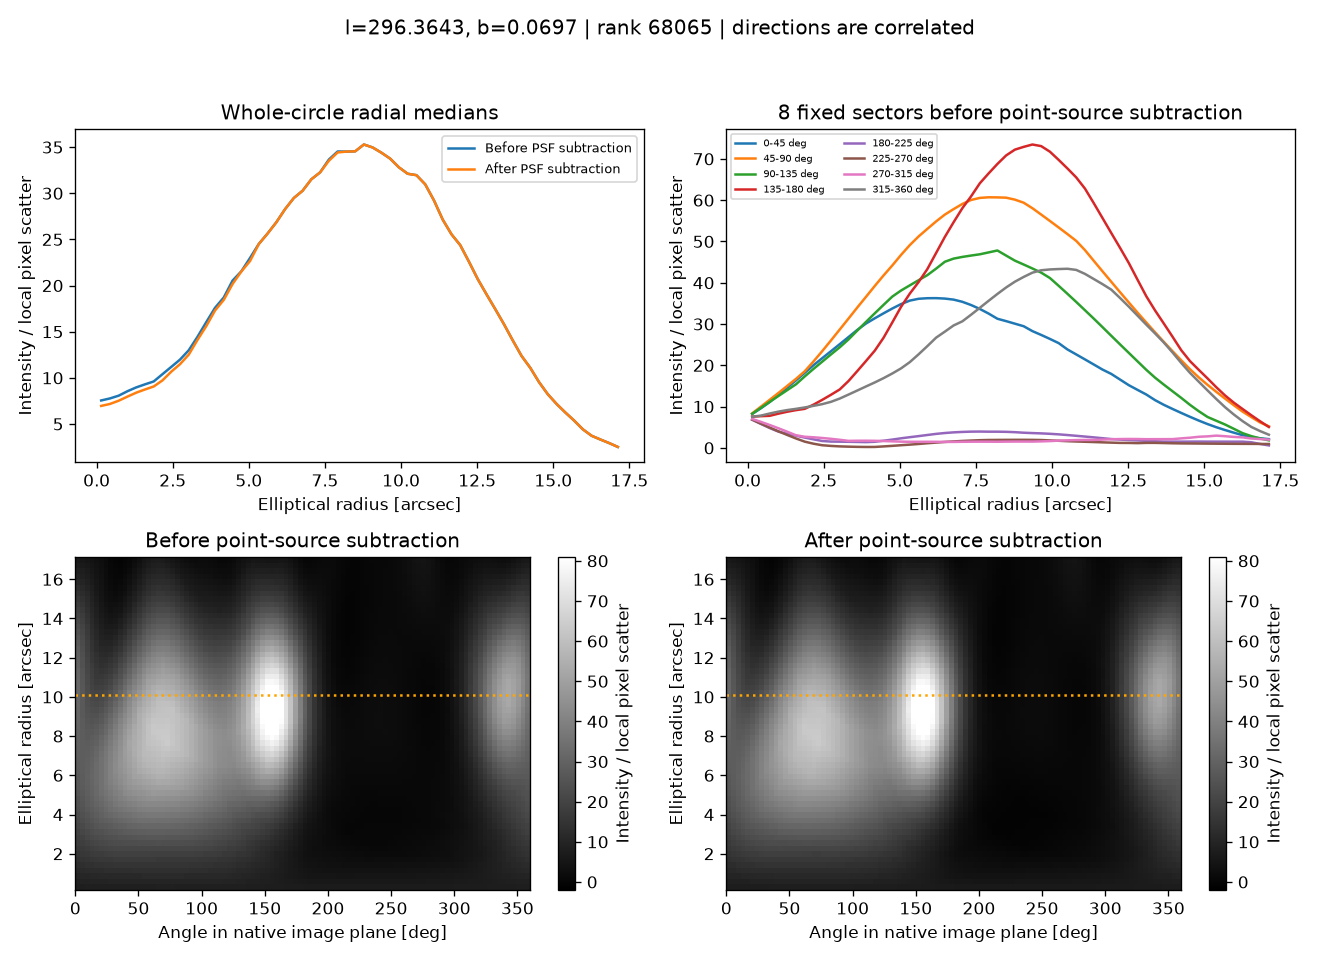 l=296.3643, b=0.0697 | rank 68065 | directions are correlated
Whole-circle radial medians
Intensity / local pixel scatter
35
30
25
20
15
10
5
Before PSF subtraction
After PSF subtraction
0.0 2.5 5.0 7.5 10.0 12.5 15.0 17.5
Elliptical radius [arcsec]
8 fixed sectors before point-source subtraction
Intensity / local pixel scatter
70
60
50
40
30
20
10
0
0-45 deg
45-90 deg
90-135 deg
135-180 deg
180-225 deg
225-270 deg
270-315 deg
315-360 deg
0.0 2.5 5.0 7.5 10.0 12.5 15.0 17.5
Elliptical radius [arcsec]
Before point-source subtraction
Elliptical radius [arcsec]
16
14
12
10
8
6
4
2
0 50 100 150 200 250 300 350
Angle in native image plane [deg]
80
70
60
50
40
30
20
10
0
Intensity / local pixel scatter
After point-source subtraction
Elliptical radius [arcsec]
16
14
12
10
8
6
4
2
0 50 100 150 200 250 300 350
Angle in native image plane [deg]
80
70
60
50
40
30
20
10
0
Intensity / local pixel scatter